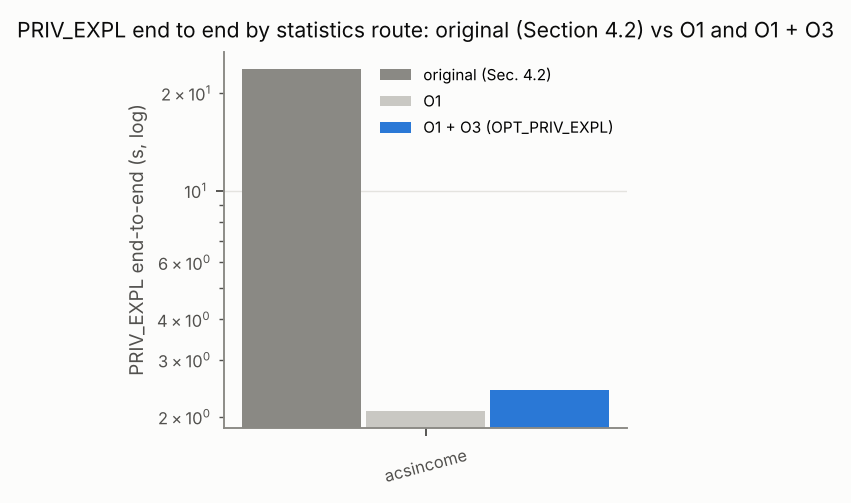 PRIV_EXPL end to end by statistics route: original (Section 4.2) vs O1 and O1 + O3
original (Sec. 4.2)
O1
O1 + O3 (OPT_PRIV_EXPL)
PRIV_EXPL end-to-end (s, log)
2 × 10¹
10¹
6 × 10⁰
4 × 10⁰
3 × 10⁰
2 × 10⁰
acsincome